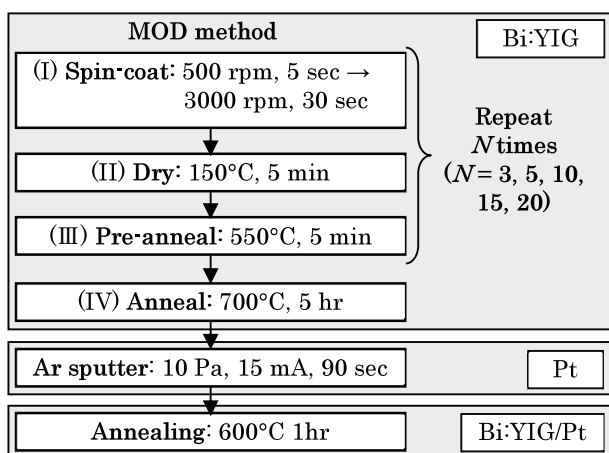 MOD method
Bi:YIG
(I) Spin-coat: 500 rpm, 5 sec →
3000 rpm, 30 sec
Repeat
N times
(N = 3, 5, 10,
15, 20)
(II) Dry: 150°C, 5 min
(III) Pre-anneal: 550°C, 5 min
(IV) Anneal: 700°C, 5 hr
Ar sputter: 10 Pa, 15 mA, 90 sec
Pt
Annealing: 600°C 1hr
Bi:YIG/Pt